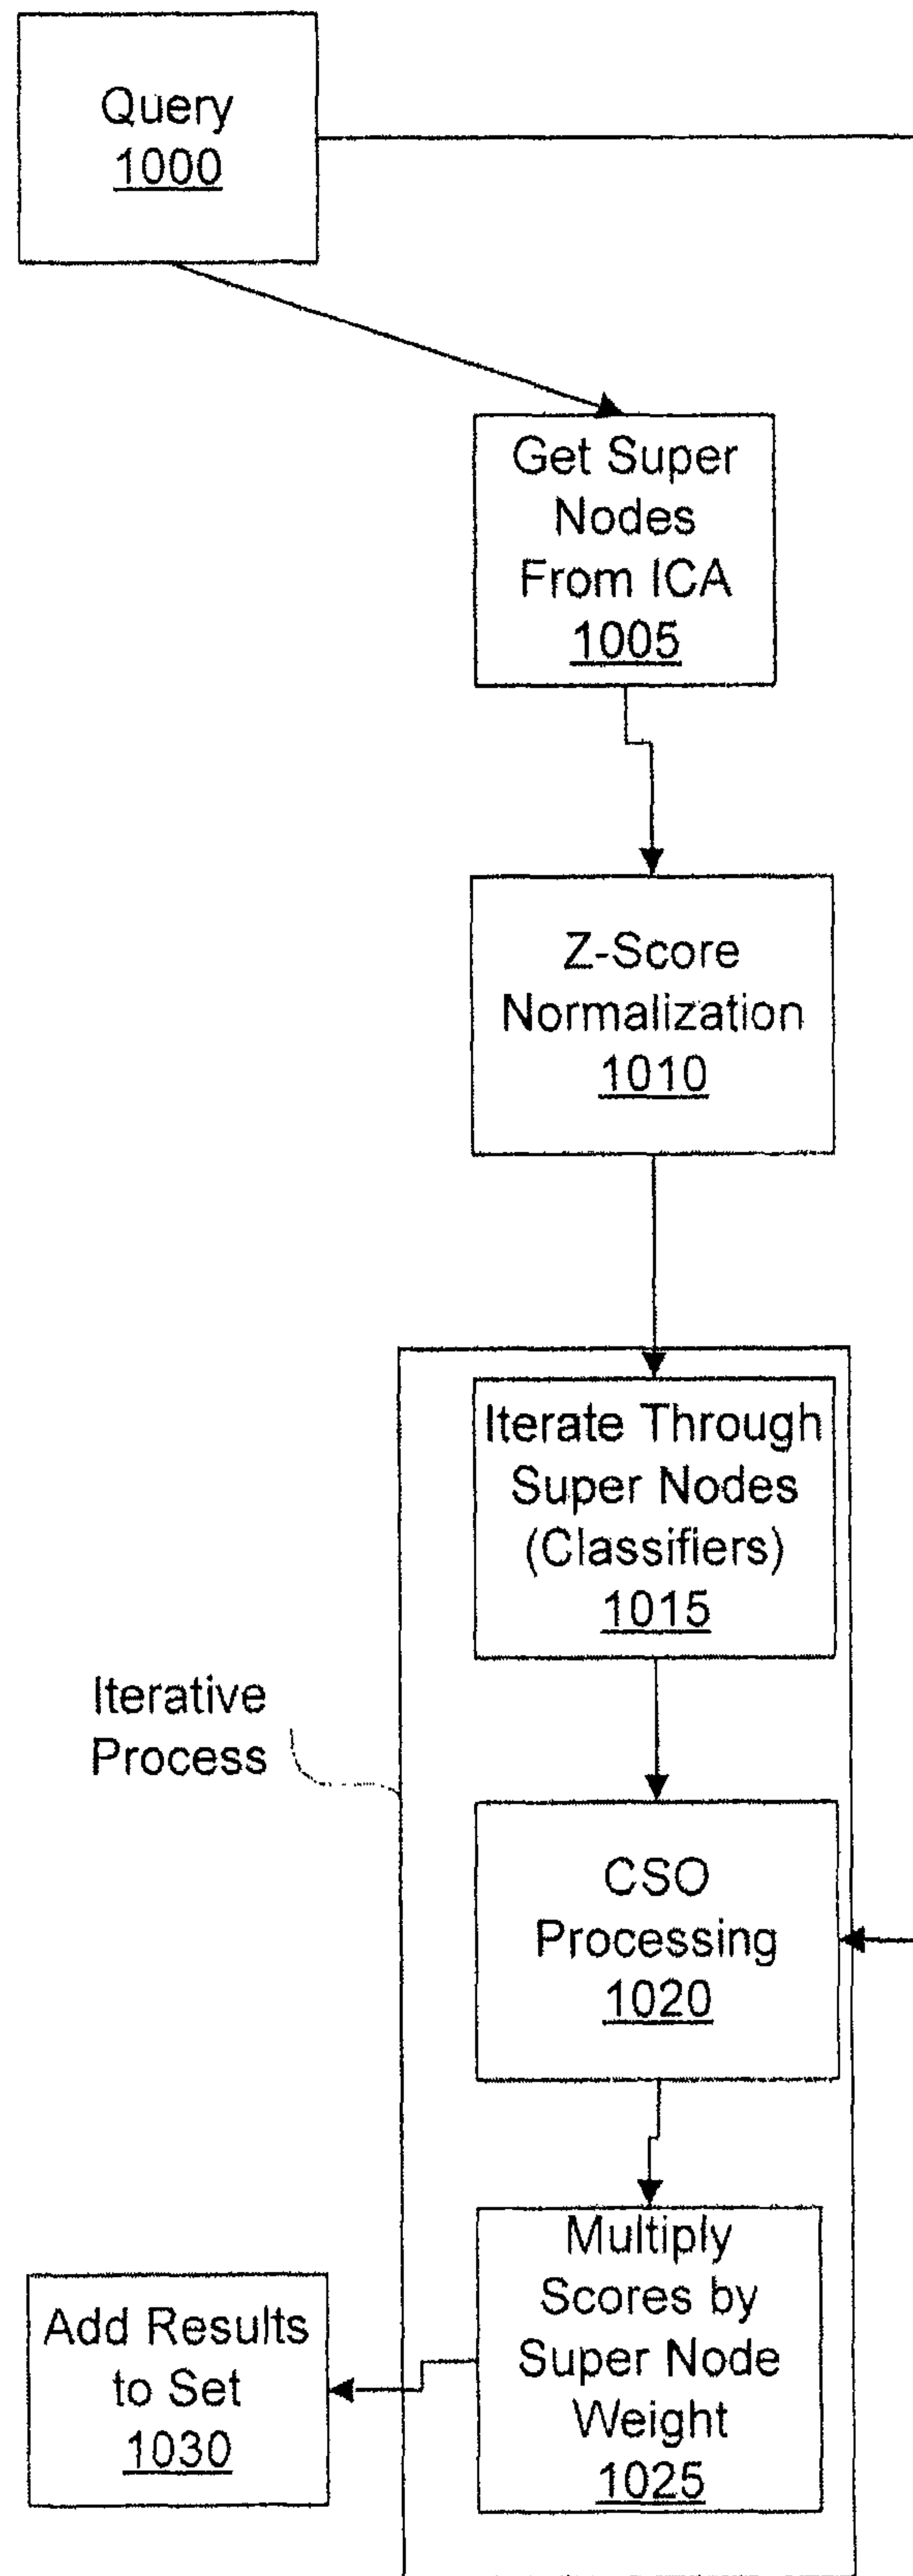 Query
1000
Get Super
Nodes
From ICA
1005
Z-Score
Normalization
1010
Iterate Through
Super Nodes
(Classifiers)
1015
Iterative
Process
CSO
Processing
1020
Multiply
Scores by
Super Node
Weight
1025
Add Results
to Set
1030